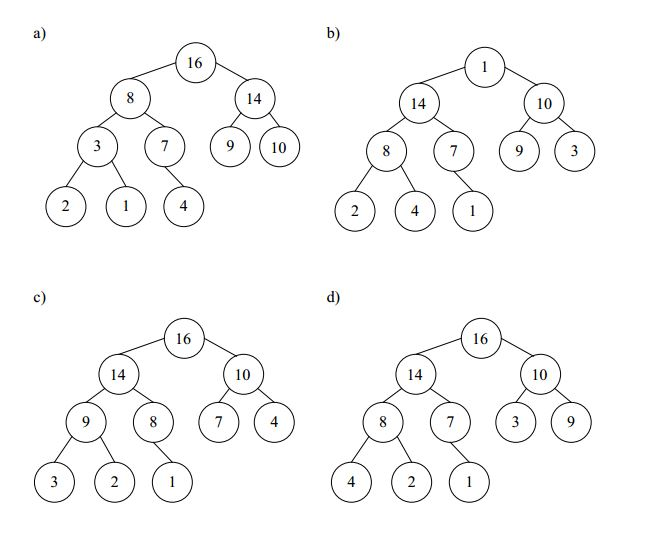 a) b)
16 1
8 14 14 10
3 7 9 10 8 7 9 3
2 1 4 2 4 1
c) d)
16 16
14 10 14 10
9 8 7 4 8 7 3 9
3 2 1 4 2 1